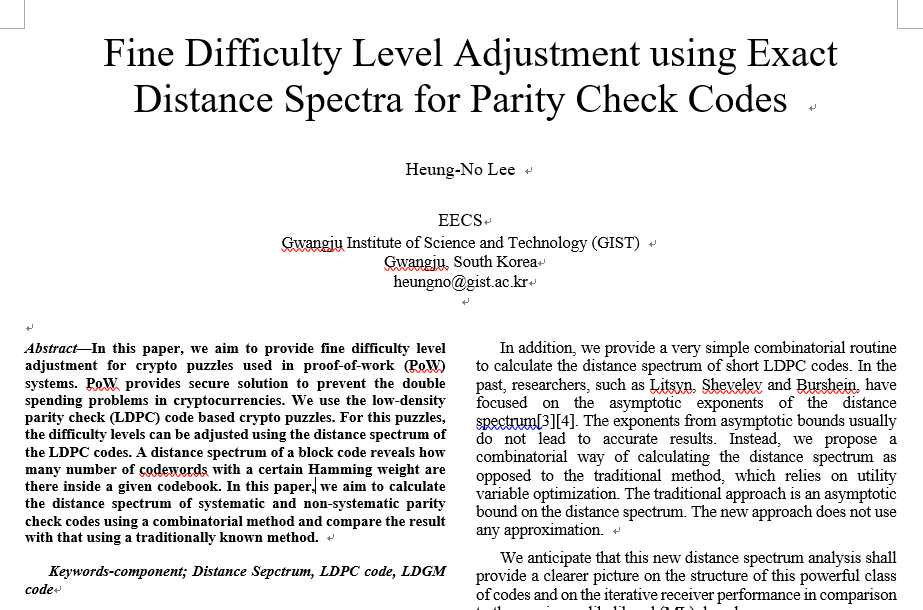 Fine Difficulty Level Adjustment using Exact
Distance Spectra for Parity Check Codes
Heung-No Lee
EECS
Gwangju Institute of Science and Technology (GIST)
Gwangju, South Korea
heungno@gist.ac.kr
Abstract—In this paper, we aim to provide fine difficulty level
adjustment for crypto puzzles used in proof-of-work (PoW)
systems. PoW provides secure solution to prevent the double
spending problems in cryptocurrencies. We use the low-density
parity check (LDPC) code based crypto puzzles. For this puzzles,
the difficulty levels can be adjusted using the distance spectrum of
the LDPC codes. A distance spectrum of a block code reveals how
many number of codewords with a certain Hamming weight are
there inside a given codebook. In this paper, we aim to calculate
the distance spectrum of systematic and non-systematic parity
check codes using a combinatorial method and compare the result
with that using a traditionally known method.
Keywords-component; Distance Sepctrum, LDPC code, LDGM
code
In addition, we provide a very simple combinatorial routine
to calculate the distance spectrum of short LDPC codes. In the
past, researchers, such as Litsyn, Shevelev and Burshein, have
focused on the asymptotic exponents of the distance
spectrum[3][4]. The exponents from asymptotic bounds usually
do not lead to accurate results. Instead, we propose a
combinatorial way of calculating the distance spectrum as
opposed to the traditional method, which relies on utility
variable optimization. The traditional approach is an asymptotic
bound on the distance spectrum. The new approach does not use
any approximation.
We anticipate that this new distance spectrum analysis shall
provide a clearer picture on the structure of this powerful class
of codes and on the iterative receiver performance in comparison